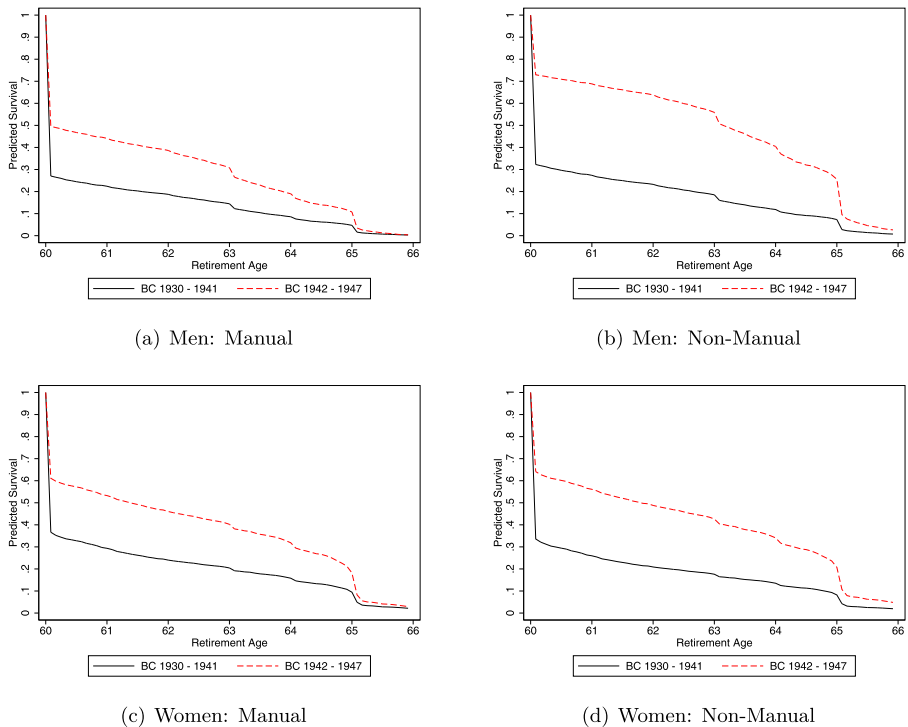 Predicted Survival
0 .1 .2 .3 .4 .5 .6 .7 .8 .9 1
60 61 62 63 64 65 66
Retirement Age
BC 1930 - 1941 BC 1942 - 1947
(a) Men: Manual
Predicted Survival
0 .1 .2 .3 .4 .5 .6 .7 .8 .9 1
60 61 62 63 64 65 66
Retirement Age
BC 1930 - 1941 BC 1942 - 1947
(b) Men: Non-Manual
Predicted Survival
0 .1 .2 .3 .4 .5 .6 .7 .8 .9 1
60 61 62 63 64 65 66
Retirement Age
BC 1930 - 1941 BC 1942 - 1947
(c) Women: Manual
Predicted Survival
0 .1 .2 .3 .4 .5 .6 .7 .8 .9 1
60 61 62 63 64 65 66
Retirement Age
BC 1930 - 1941 BC 1942 - 1947
(d) Women: Non-Manual